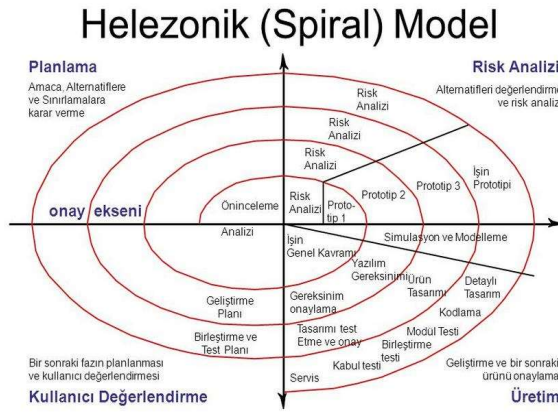 Helezonik (Spiral) Model
Planlama
Amaca, Alternatiflere
ve Sınırlamalara
karar verme
Risk Analizi
Alternatifleri değerlendirme
ve risk analiz
Risk
Analizi
Risk
Analizi
Risk
Analizi
Risk
Analizi
Proto-
tip 1
Prototip 2
Prototip 3
İşin
Prototipi
onay ekseni
Öninceleme
Analizi
İşin
Genel Kavramı
Simulasyon ve Modelleme
Yazılım
Gereksinimi
Ürün
Tasarımı
Detaylı
Tasarım
Geliştirme
Planı
Gereksinim
onaylama
Kodlama
Birleştirme ve
Test Planı
Tasarımı test
Etme ve onay
Modül Testi
Birleştirme
testi
Kabul testi
Servis
Bir sonraki fazın planlanması
ve kullanıcı değerlendirmesi
Kullanıcı Değerlendirme
Geliştirme ve bir sonraki
ürünü onaylama
Üretim